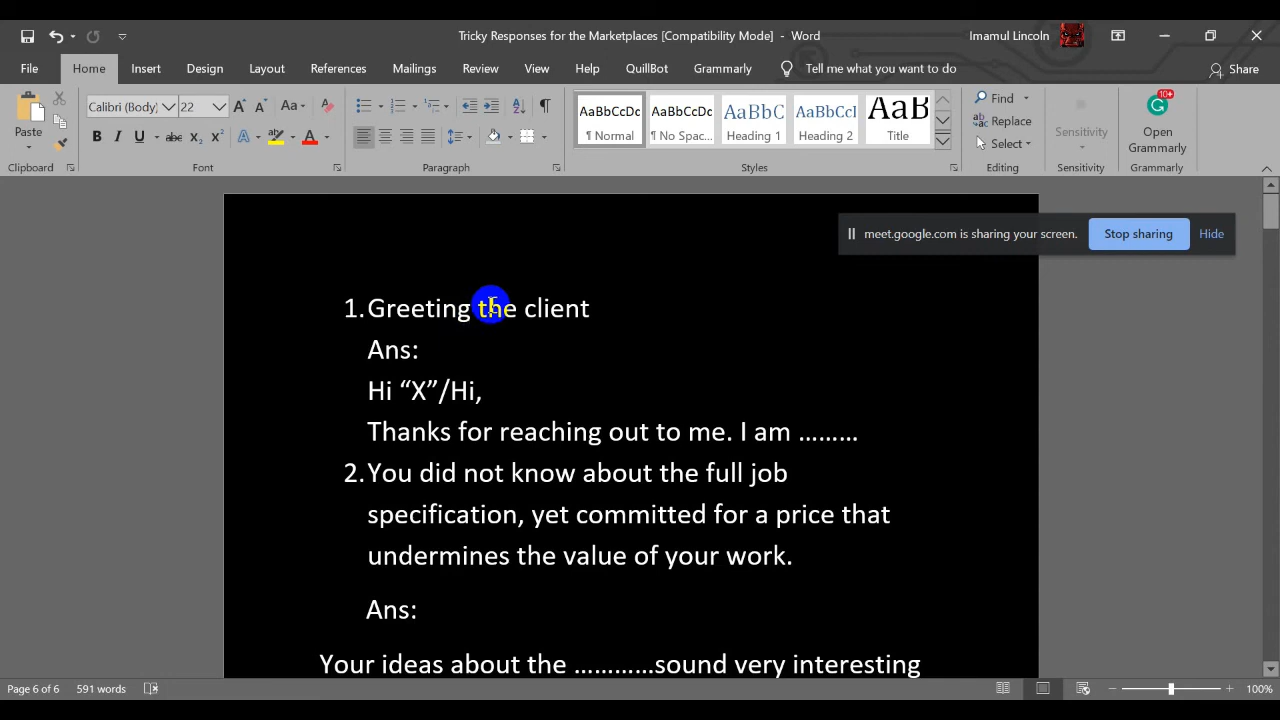 Tricky Responses for the Marketplaces [Compatibility Mode] - Word
Imamul Lincoln
File Home Insert Design Layout References Mailings Review View Help QuillBot Grammarly Tell me what you want to do Share
Calibri (Body) 22
Paste
AaBbCcDc AaBbCcDc AaBbC AaBbCcI AaBb
¶ Normal ¶ No Spac... Heading 1 Heading 2 Title
Find
Replace
Select
Sensitivity
10+
Open Grammarly
Clipboard Font Paragraph Styles Editing Sensitivity Grammarly
meet.google.com is sharing your screen. Stop sharing Hide
1. Greeting the client
Ans:
Hi “X”/Hi,
Thanks for reaching out to me. I am ………
2. You did not know about the full job
specification, yet committed for a price that
undermines the value of your work.
Ans:
Your ideas about the …………sound very interesting
Page 6 of 6 591 words 100%